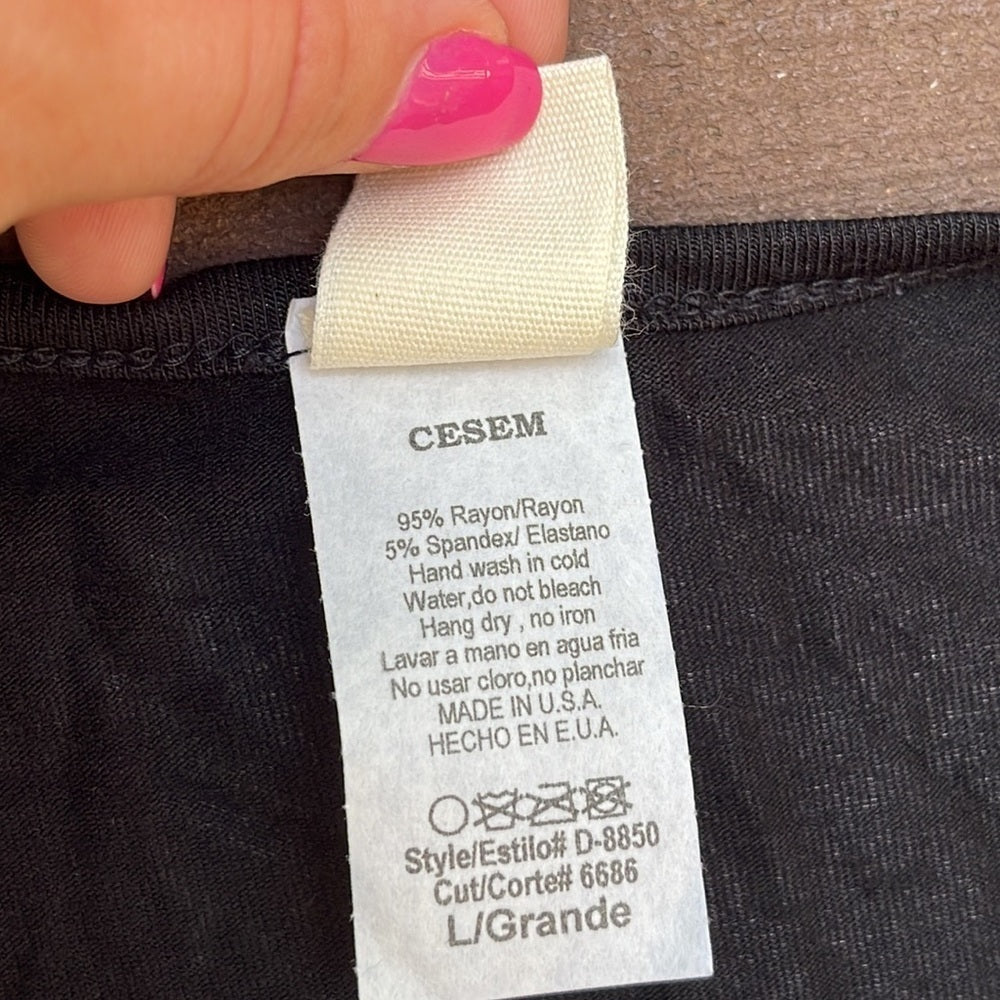 CESEM
95% Rayon/Rayon
5% Spandex/ Elastano
Hand wash in cold
Water,do not bleach
Hang dry , no iron
Lavar a mano en agua fria
No usar cloro,no planchar
MADE IN U.S.A.
HECHO EN E.U.A.
Style/Estilo# D-8850
Cut/Corte# 6686
L/Grande